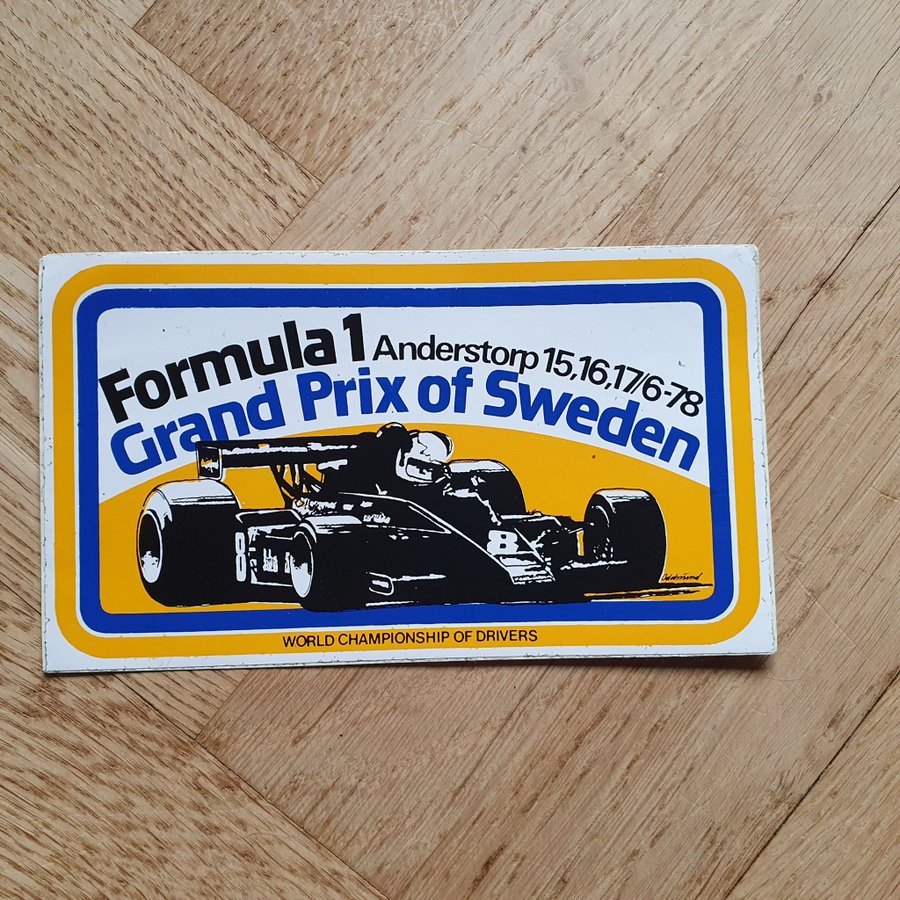 Formula 1 Anderstorp 15,16,17/6-78
Grand Prix of Sweden
8
8
WORLD CHAMPIONSHIP OF DRIVERS